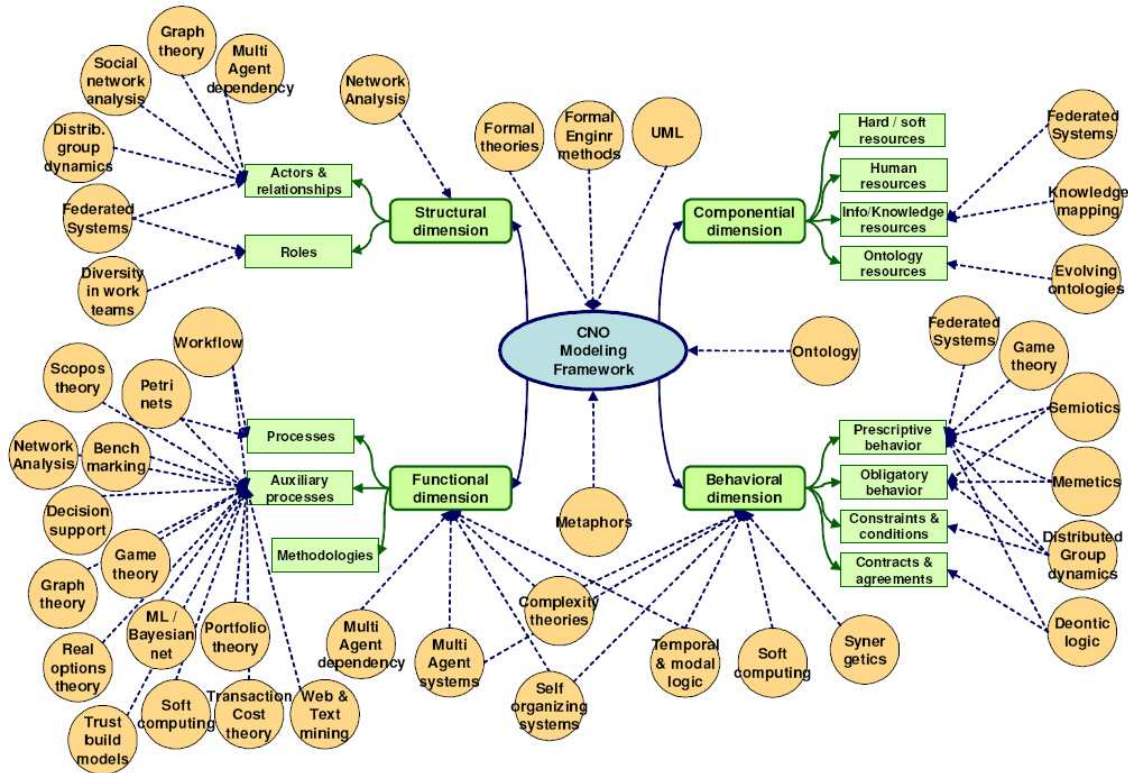 Graph
theory
Multi
Agent
dependency
Social
network
analysis
Network
Analysis
Distrib.
group
dynamics
Federated
Systems
Diversity
in work
teams
Actors &
relationships
Roles
Structural
dimension
Formal
theories
Formal
Enginr
methods
UML
Componential
dimension
Hard / soft
resources
Human
resources
Info/Knowledge
resources
Ontology
resources
Federated
Systems
Knowledge
mapping
Evolving
ontologies
CNO
Modeling
Framework
Ontology
Metaphors
Workflow
Scopos
theory
Petri
nets
Network
Analysis
Bench
marking
Decision
support
Game
theory
Graph
theory
ML /
Bayesian
net
Portfolio
theory
Real
options
theory
Soft
computing
Transaction
Cost
theory
Web &
Text
mining
Trust
build
models
Processes
Auxiliary
processes
Methodologies
Functional
dimension
Multi
Agent
dependency
Multi
Agent
systems
Complexity
theories
Self
organizing
systems
Temporal
& modal
logic
Soft
computing
Syner
getics
Behavioral
dimension
Prescriptive
behavior
Obligatory
behavior
Constraints &
conditions
Contracts &
agreements
Federated
Systems
Game
theory
Semiotics
Memetics
Distributed
Group
dynamics
Deontic
logic